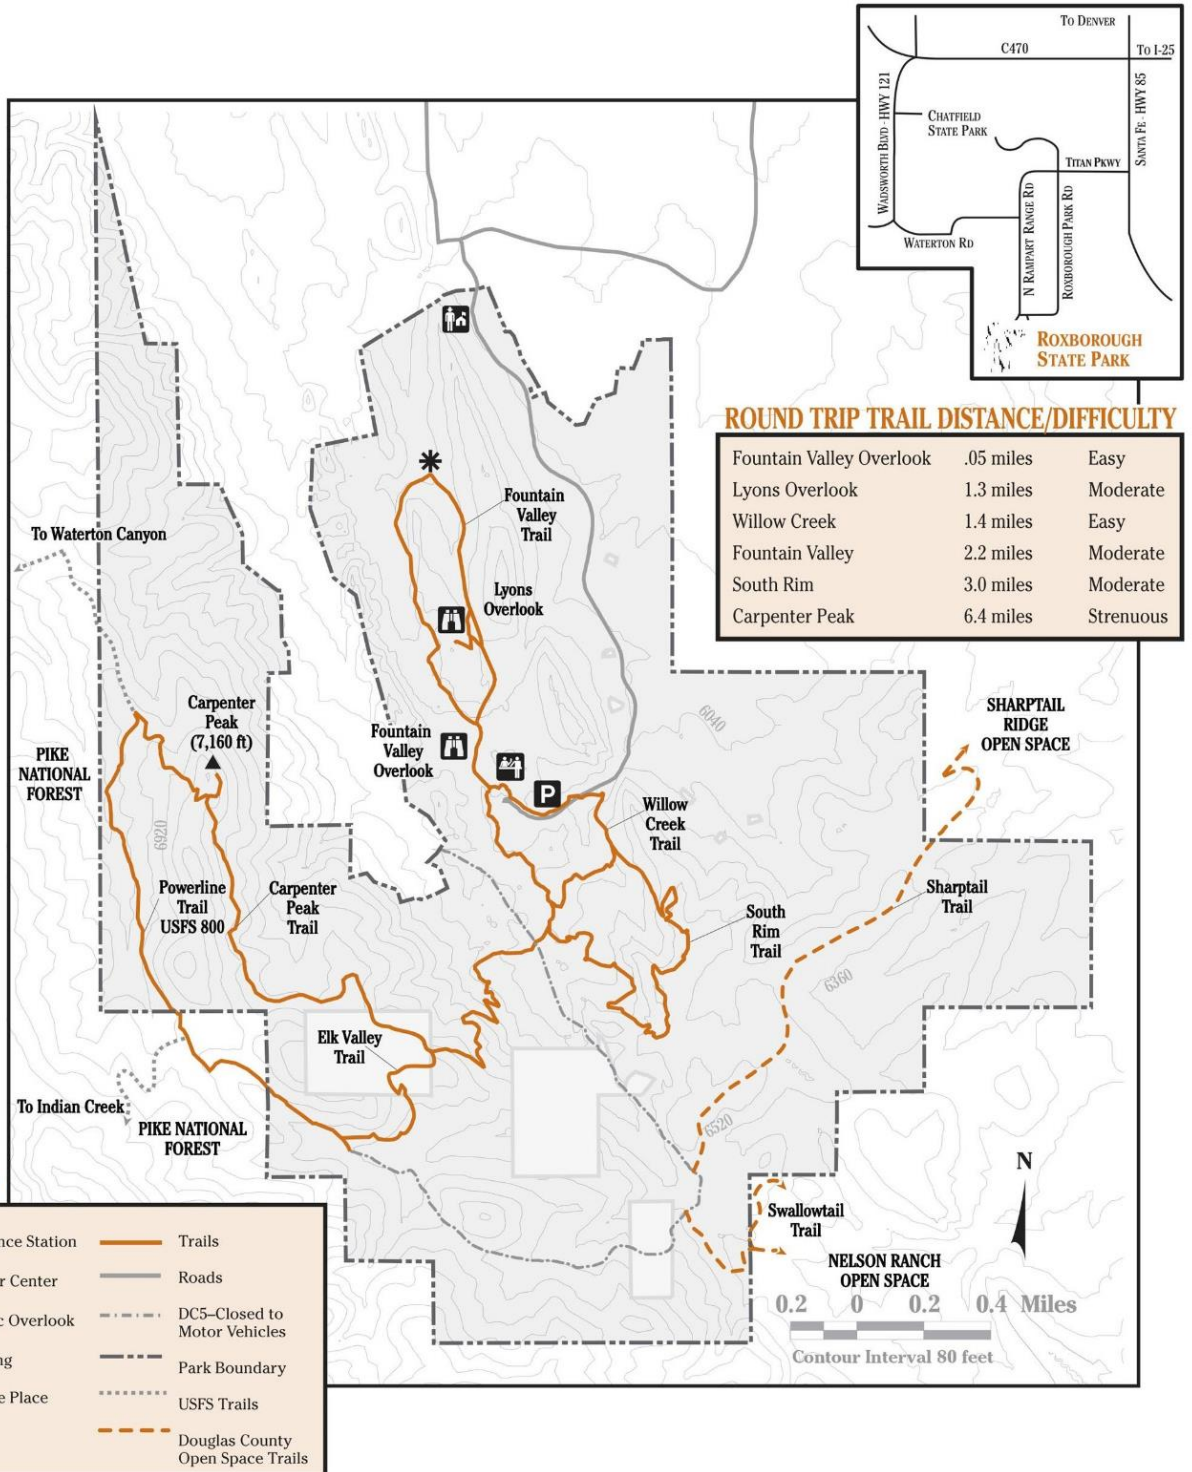 To Denver
C470
To I-25
Wadsworth Blvd - Hwy 121
Chatfield
State Park
Santa Fe - Hwy 85
Titan Pkwy
N Rampart Range Rd
Roxborough Park Rd
Waterton Rd
Roxborough
State Park
ROUND TRIP TRAIL DISTANCE/DIFFICULTY
Fountain Valley Overlook .05 miles Easy
Lyons Overlook 1.3 miles Moderate
Willow Creek 1.4 miles Easy
Fountain Valley 2.2 miles Moderate
South Rim 3.0 miles Moderate
Carpenter Peak 6.4 miles Strenuous
Fountain
Valley
Trail
To Waterton Canyon
Lyons
Overlook
Carpenter
Peak
(7,160 ft)
PIKE
NATIONAL
FOREST
Fountain
Valley
Overlook
6040
SHARPTAIL
RIDGE
OPEN SPACE
P
Willow
Creek
Trail
6920
Powerline
Trail
USFS 800
Carpenter
Peak
Trail
Sharptail
Trail
South
Rim
Trail
6360
Elk Valley
Trail
To Indian Creek
PIKE NATIONAL
FOREST
6520
N
Swallowtail
Trail
NELSON RANCH
OPEN SPACE
0.2 0 0.2 0.4 Miles
Contour Interval 80 feet
nce Station
r Center
c Overlook
ng
e Place
Trails
Roads
DC5–Closed to
Motor Vehicles
Park Boundary
USFS Trails
Douglas County
Open Space Trails